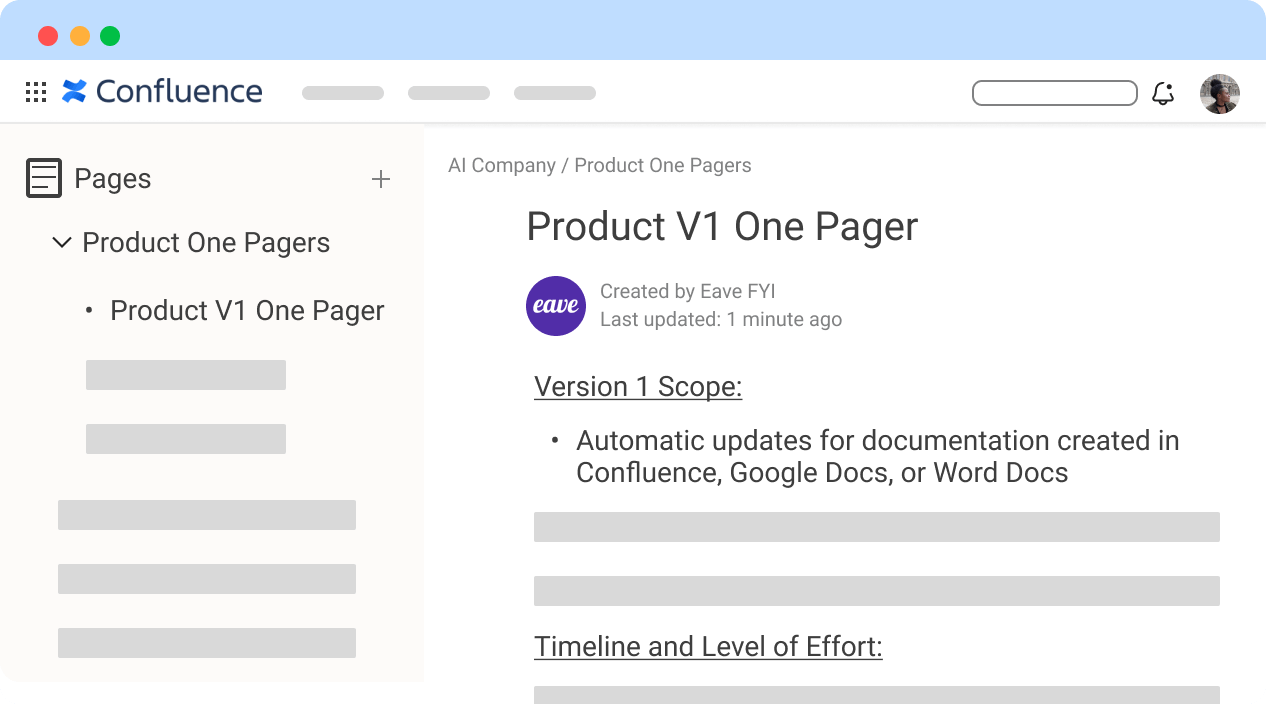 Confluence
Pages
Product One Pagers
• Product V1 One Pager
AI Company / Product One Pagers
Product V1 One Pager
eave
Created by Eave FYI
Last updated: 1 minute ago
Version 1 Scope:
• Automatic updates for documentation created in
Confluence, Google Docs, or Word Docs
Timeline and Level of Effort: